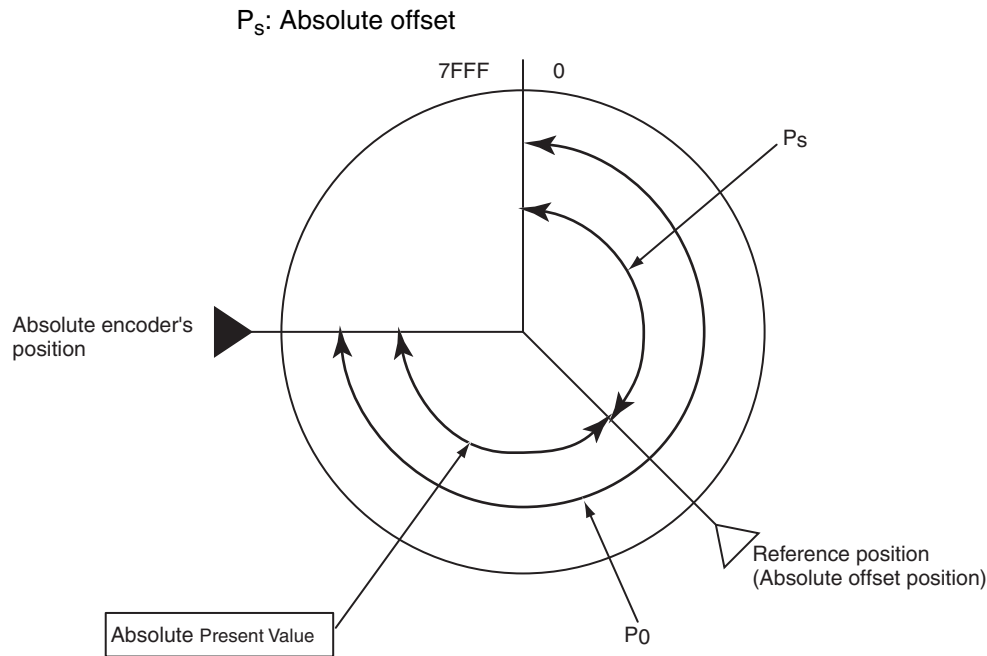 Ps: Absolute offset
7FFF
0
Ps
Absolute encoder's
position
Reference position
(Absolute offset position)
Absolute Present Value
P0